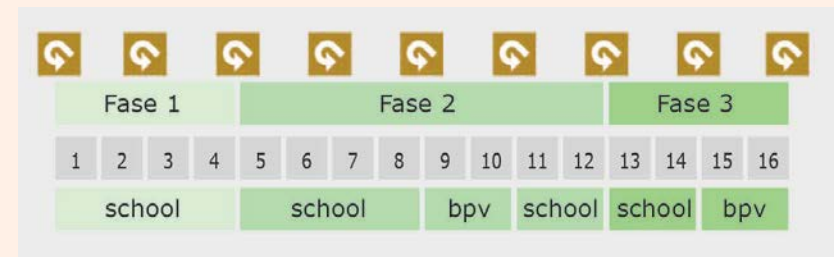 Fase 1 Fase 2 Fase 3
1 2 3 4 5 6 7 8 9 10 11 12 13 14 15 16
school school bpv school school bpv